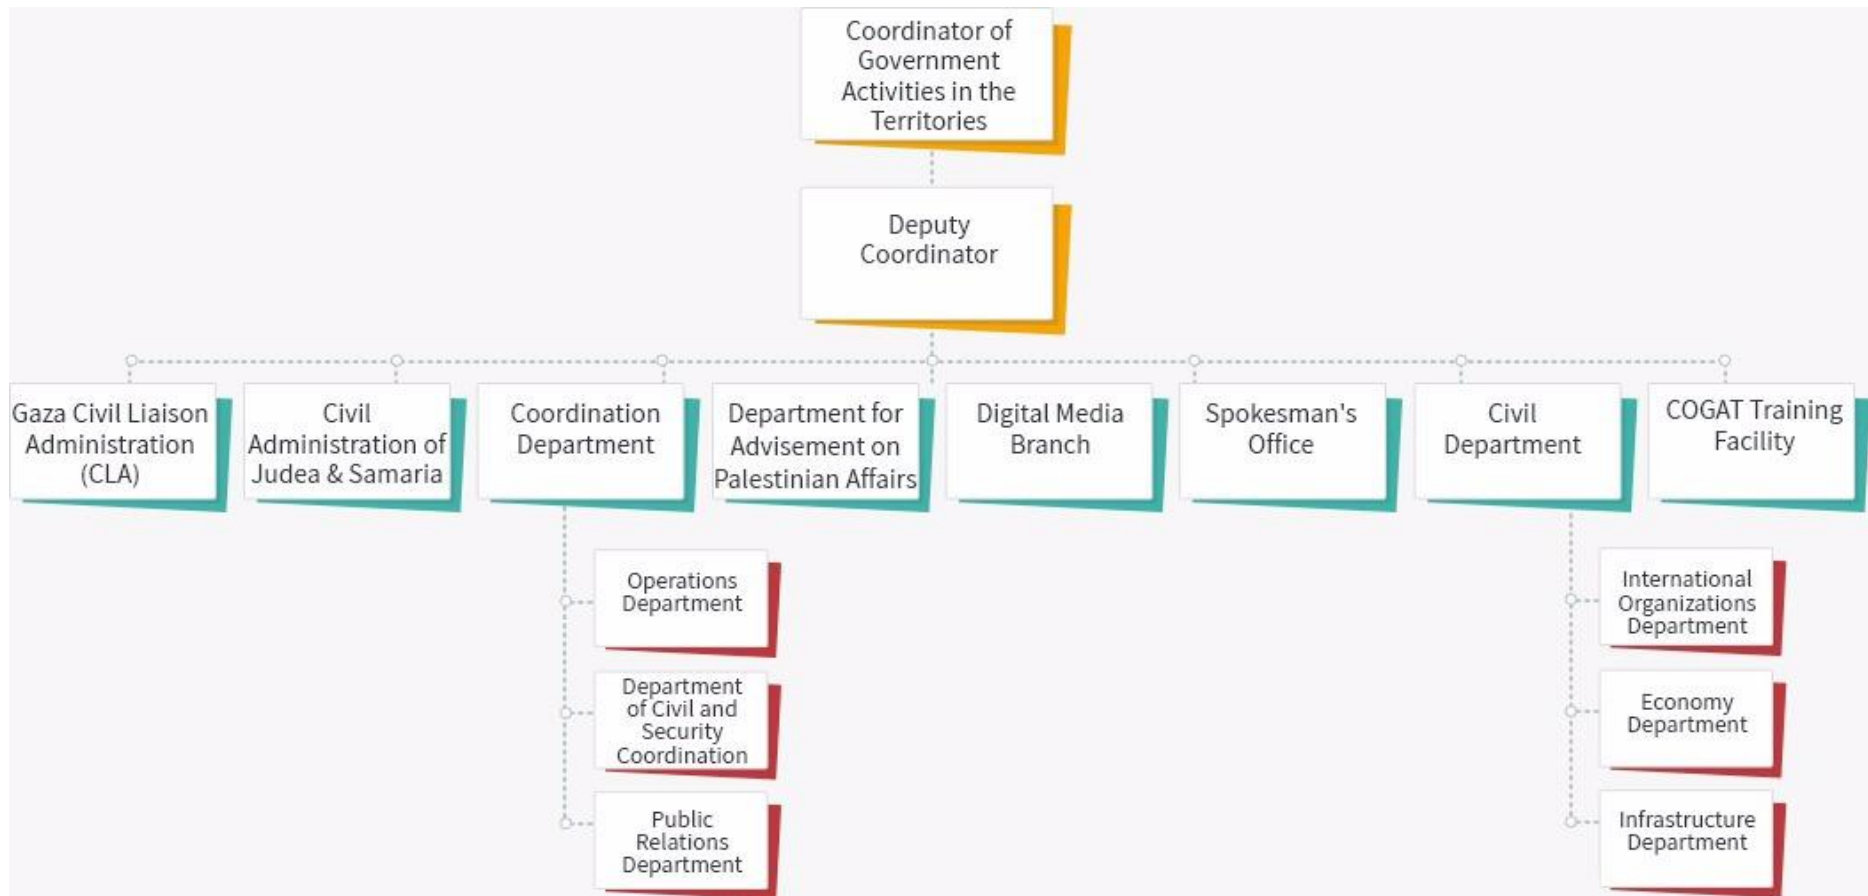 Coordinator of
Government
Activities in the
Territories
Deputy
Coordinator
Gaza Civil Liaison
Administration
(CLA)
Civil
Administration of
Judea & Samaria
Coordination
Department
Department for
Advisement on
Palestinian Affairs
Digital Media
Branch
Spokesman's
Office
Civil
Department
COGAT Training
Facility
Operations
Department
Department
of Civil and
Security
Coordination
Public
Relations
Department
International
Organizations
Department
Economy
Department
Infrastructure
Department